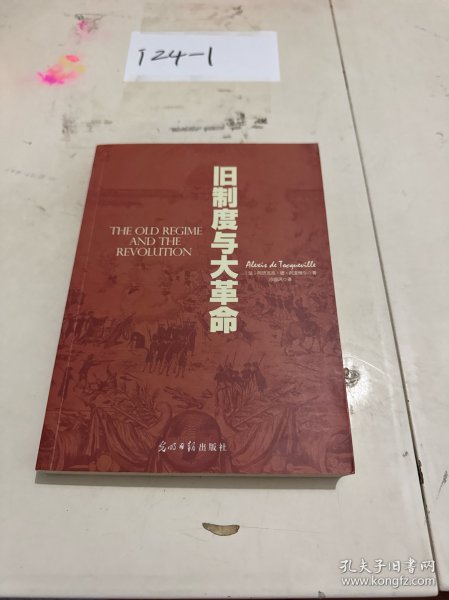 T24-1
旧制度与大革命
THE OLD REGIME
AND THE
REVOLUTION
Alexis de Tocqueville
光明日报出版社
孔夫子旧书网
www.kongfz.com